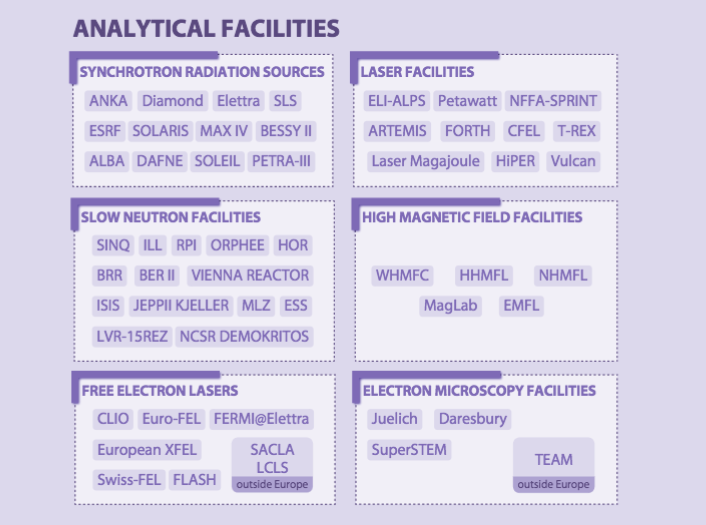 ANALYTICAL FACILITIES
SYNCHROTRON RADIATION SOURCES
ANKA Diamond Elettra SLS
ESRF SOLARIS MAX IV BESSY II
ALBA DAFNE SOLEIL PETRA-III
LASER FACILITIES
ELI-ALPS Petawatt NFFA-SPRINT
ARTEMIS FORTH CFEL T-REX
Laser Magajoule HiPER Vulcan
SLOW NEUTRON FACILITIES
SINQ ILL RPI ORPHEE HOR
BRR BER II VIENNA REACTOR
ISIS JEPPII KJELLER MLZ ESS
LVR-15REZ NCSR DEMOKRITOS
HIGH MAGNETIC FIELD FACILITIES
WHMFC HHMFL NHMFL
MagLab EMFL
FREE ELECTRON LASERS
CLIO Euro-FEL FERMI@Elettra
European XFEL
Swiss-FEL FLASH
SACLA
LCLS
outside Europe
ELECTRON MICROSCOPY FACILITIES
Juelich Daresbury
SuperSTEM
TEAM
outside Europe